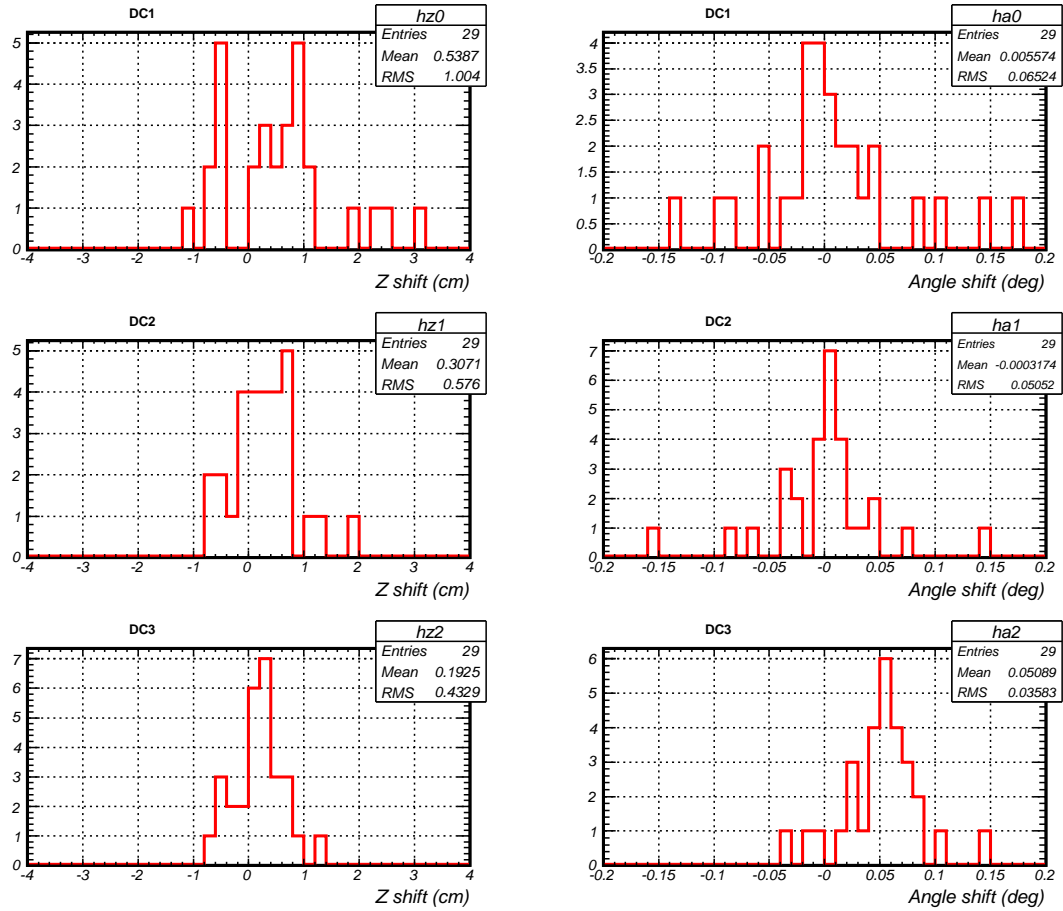 DC1
hz0
Entries 29
Mean 0.5387
RMS 1.004
5
4
3
2
1
0
-4 -3 -2 -1 0 1 2 3 4
Z shift (cm)
DC1
ha0
Entries 29
Mean 0.005574
RMS 0.06524
4
3.5
3
2.5
2
1.5
1
0.5
0
-0.2 -0.15 -0.1 -0.05 0 0.05 0.1 0.15 0.2
Angle shift (deg)
DC2
hz1
Entries 29
Mean 0.3071
RMS 0.576
5
4
3
2
1
0
-4 -3 -2 -1 0 1 2 3 4
Z shift (cm)
DC2
ha1
Entries 29
Mean -0.0003174
RMS 0.05052
7
6
5
4
3
2
1
0
-0.2 -0.15 -0.1 -0.05 0 0.05 0.1 0.15 0.2
Angle shift (deg)
DC3
hz2
Entries 29
Mean 0.1925
RMS 0.4329
7
6
5
4
3
2
1
0
-4 -3 -2 -1 0 1 2 3 4
Z shift (cm)
DC3
ha2
Entries 29
Mean 0.05089
RMS 0.03583
6
5
4
3
2
1
0
-0.2 -0.15 -0.1 -0.05 0 0.05 0.1 0.15 0.2
Angle shift (deg)